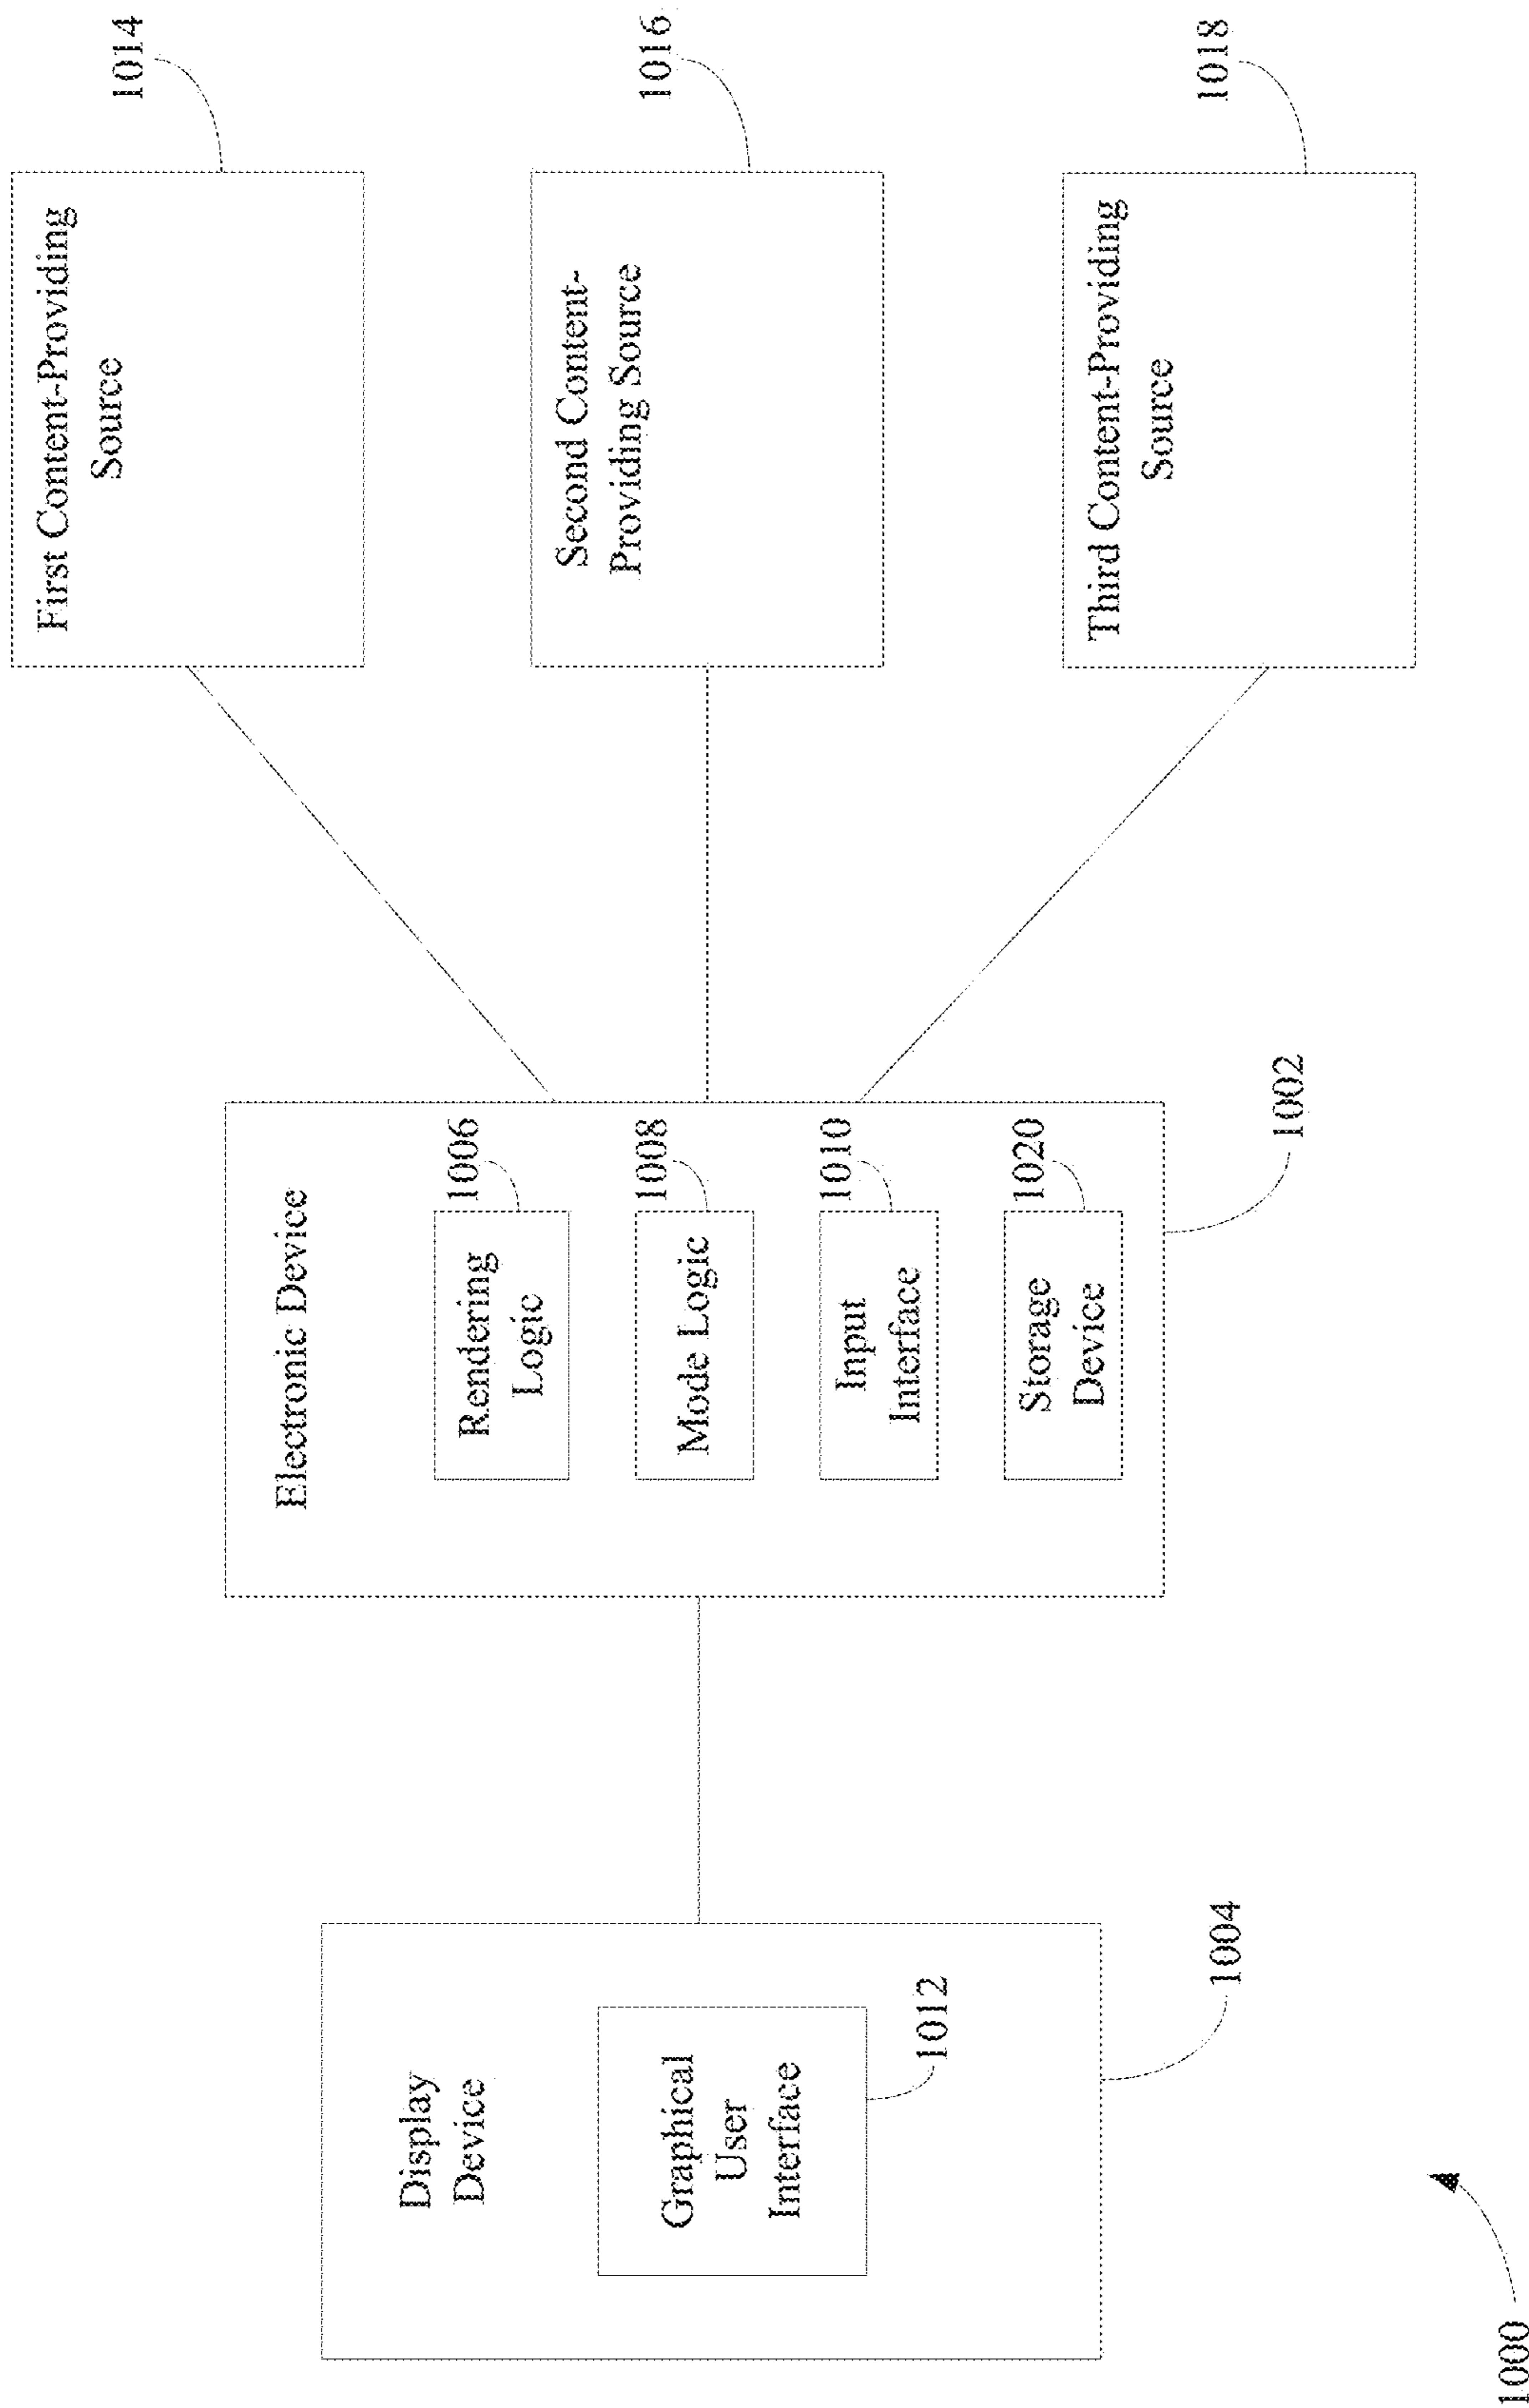 Display
Device
Graphical
User
Interface
1012
1004
Electronic Device
Rendering
Logic
1006
Mode Logic
1008
Input
Interface
1010
Storage
Device
1020
1002
First Content-Providing
Source
1014
Second Content-
Providing Source
1016
Third Content-Providing
Source
1018
1000